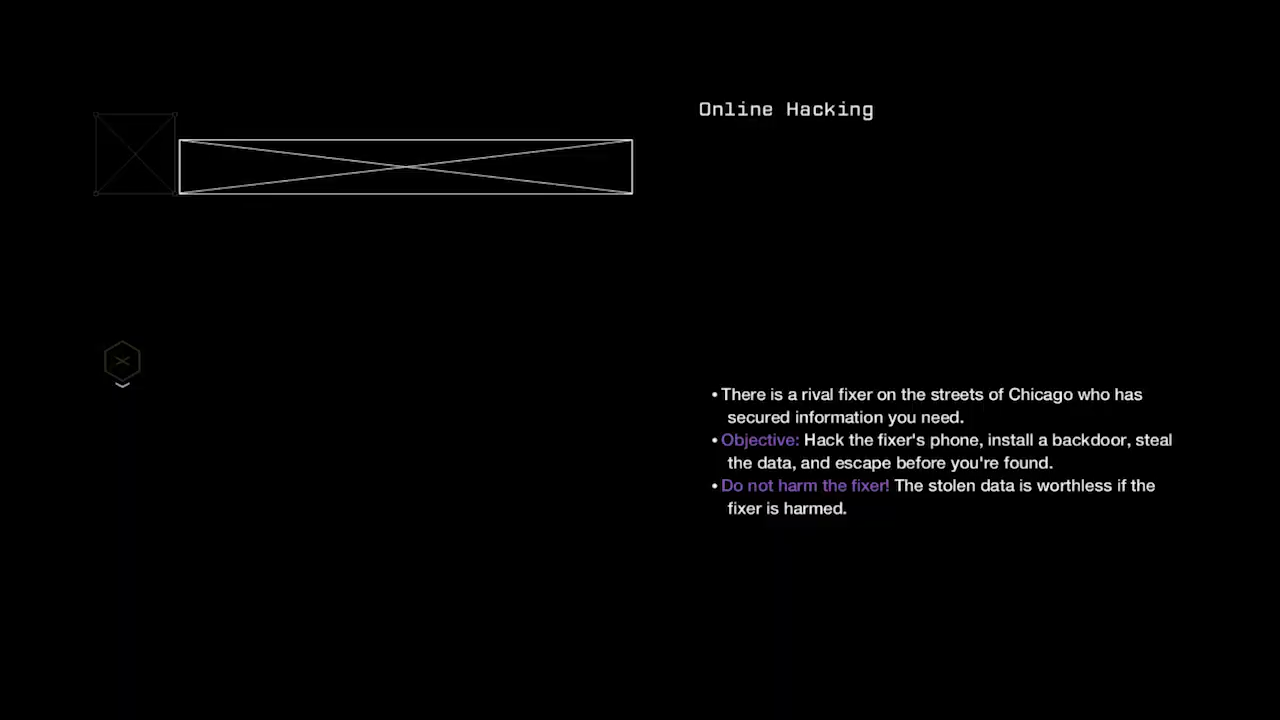 Online Hacking
• There is a rival fixer on the streets of Chicago who has
secured information you need.
• Objective: Hack the fixer's phone, install a backdoor, steal
the data, and escape before you're found.
• Do not harm the fixer! The stolen data is worthless if the
fixer is harmed.